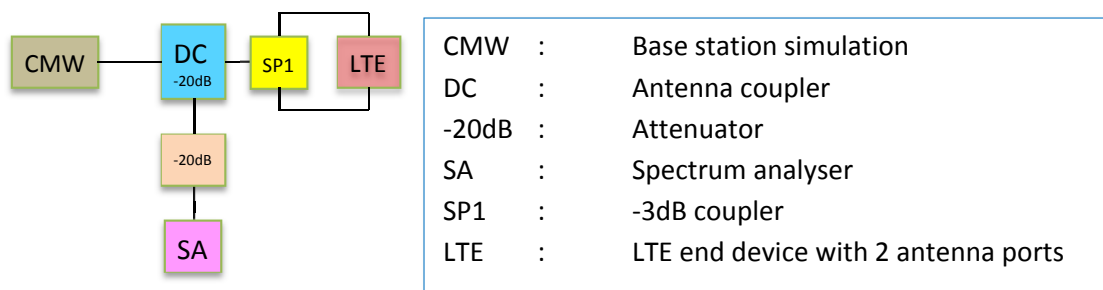 CMW
DC
-20dB
SP1
LTE
-20dB
SA
CMW : Base station simulation
DC : Antenna coupler
-20dB : Attenuator
SA : Spectrum analyser
SP1 : -3dB coupler
LTE : LTE end device with 2 antenna ports